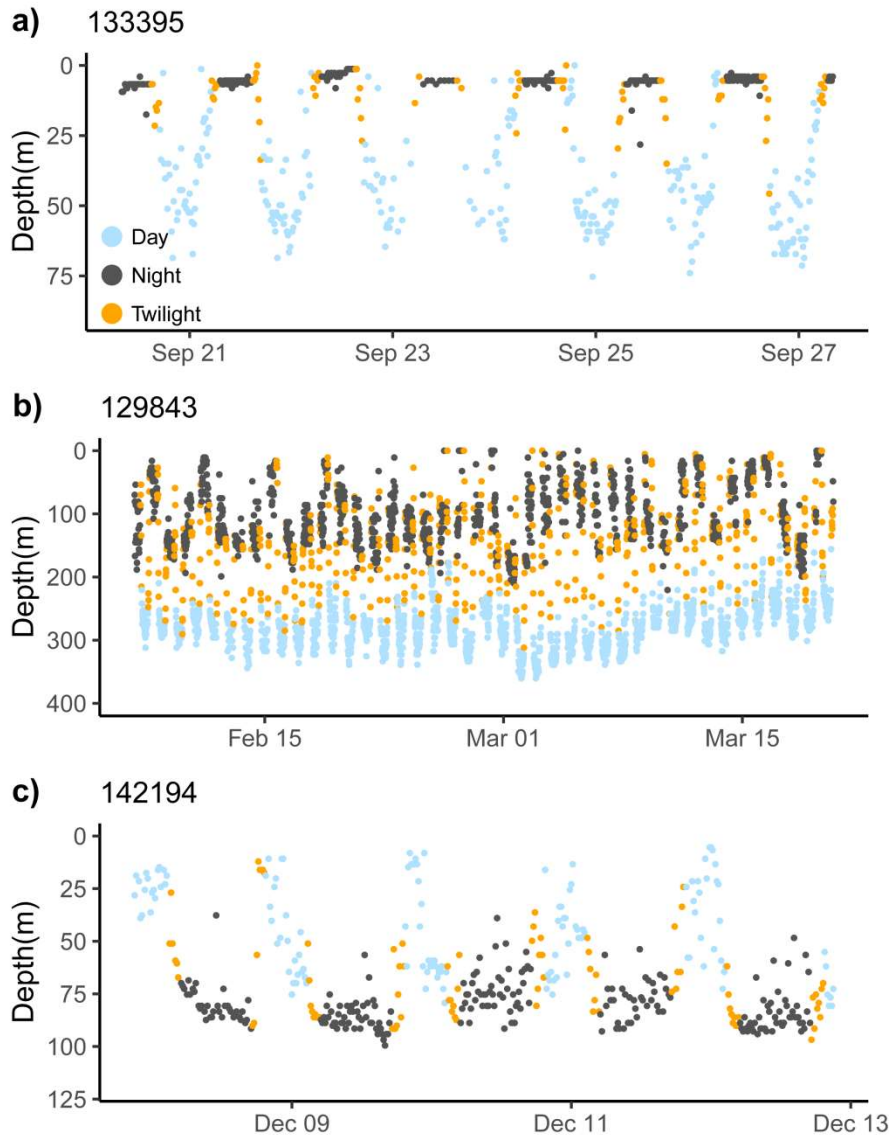 a) 133395
0
25
50
75
Depth(m)
Day
Night
Twilight
Sep 21 Sep 23 Sep 25 Sep 27
b) 129843
0
100
200
300
400
Depth(m)
Feb 15 Mar 01 Mar 15
c) 142194
0
25
50
75
100
125
Depth(m)
Dec 09 Dec 11 Dec 13